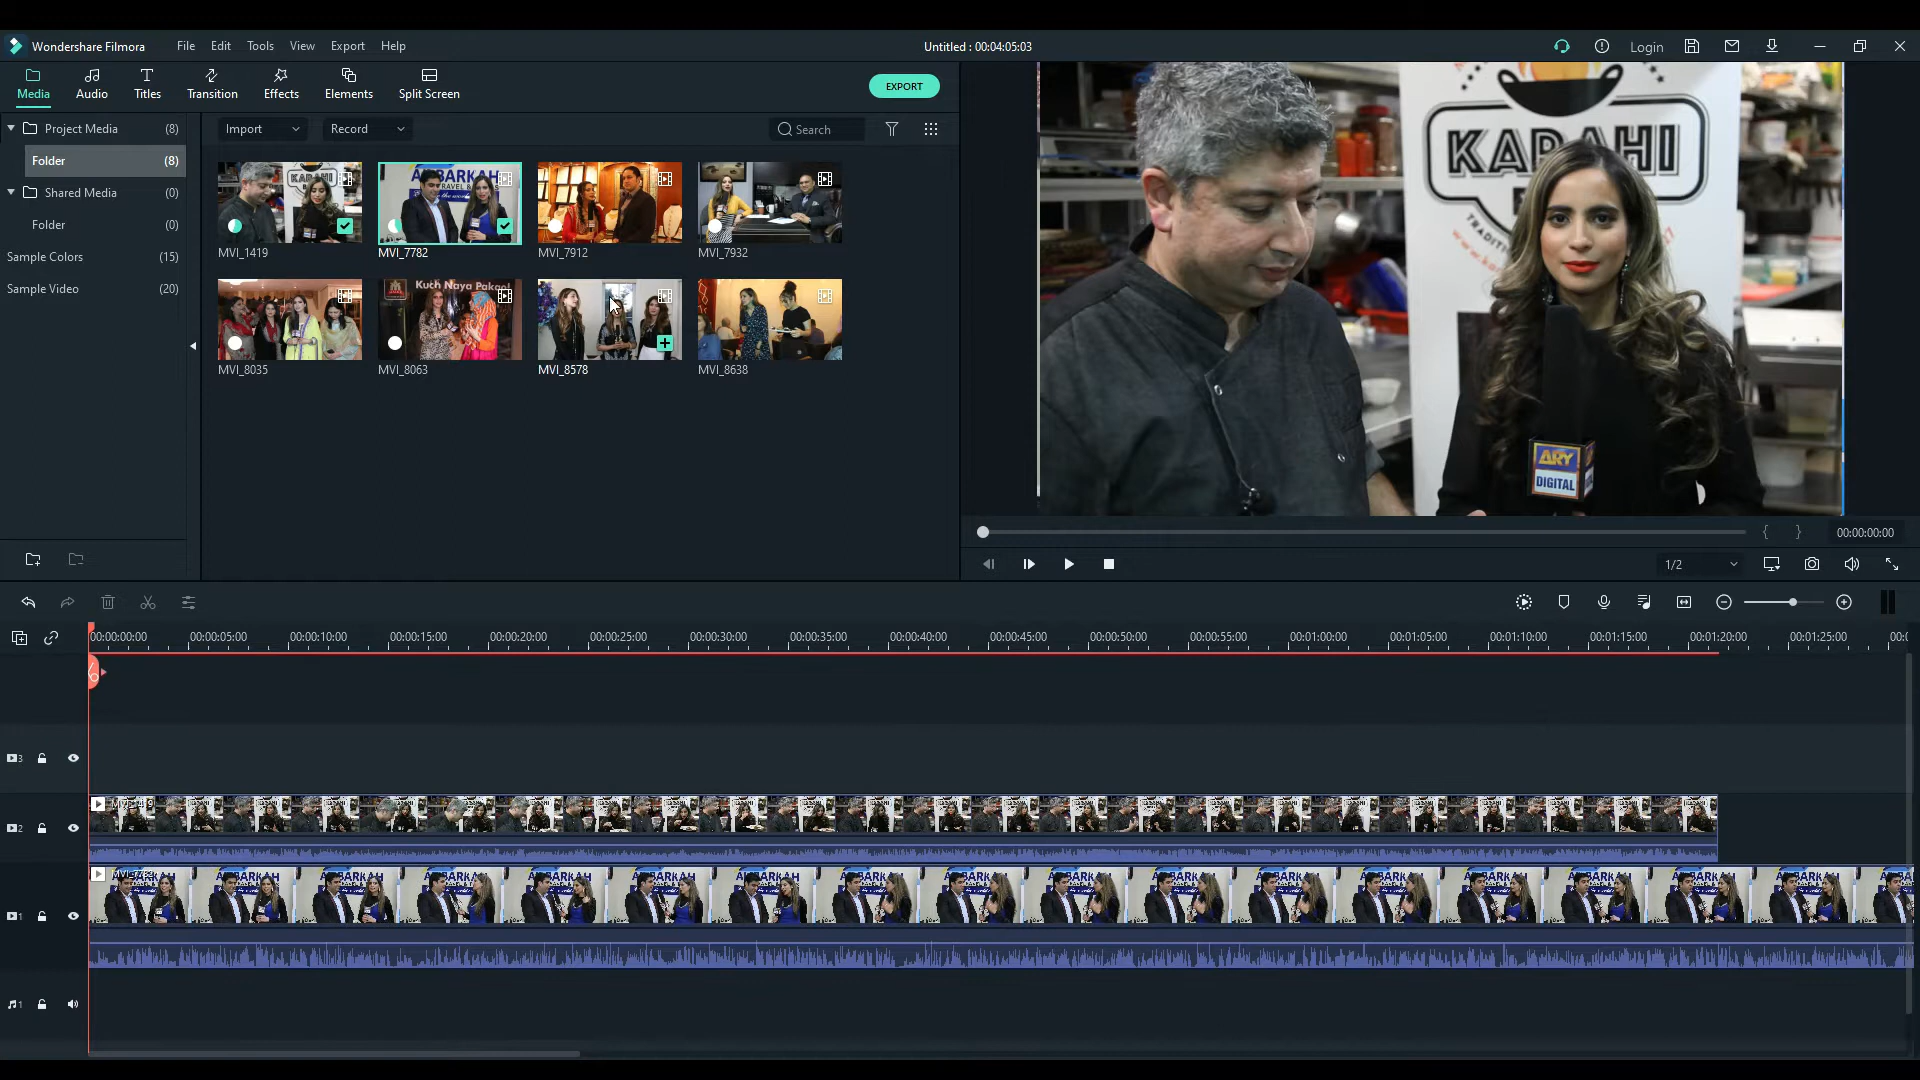 Wondershare Filmora File Edit Tools View Export Help Untitled : 00:04:05:03 Login
Media Audio Titles Transition Effects Elements Split Screen EXPORT
Project Media (8)
Folder (8)
Shared Media (0)
Folder (0)
Sample Colors (15)
Sample Video (20)
Import Record Search
MVI_1419 MVI_7782 MVI_7912 MVI_7932
Kuch Naya Pakao!
MVI_8035 MVI_8063 MVI_8578 MVI_8638
KARAHI
ARY
DIGITAL
00:00:00:00
1/2
00:00:00:00 00:00:05:00 00:00:10:00 00:00:15:00 00:00:20:00 00:00:25:00 00:00:30:00 00:00:35:00 00:00:40:00 00:00:45:00 00:00:50:00 00:00:55:00 00:01:00:00 00:01:05:00 00:01:10:00 00:01:15:00 00:01:20:00 00:01:25:00
3
2
MVI_1419
1
MVI_7782
1